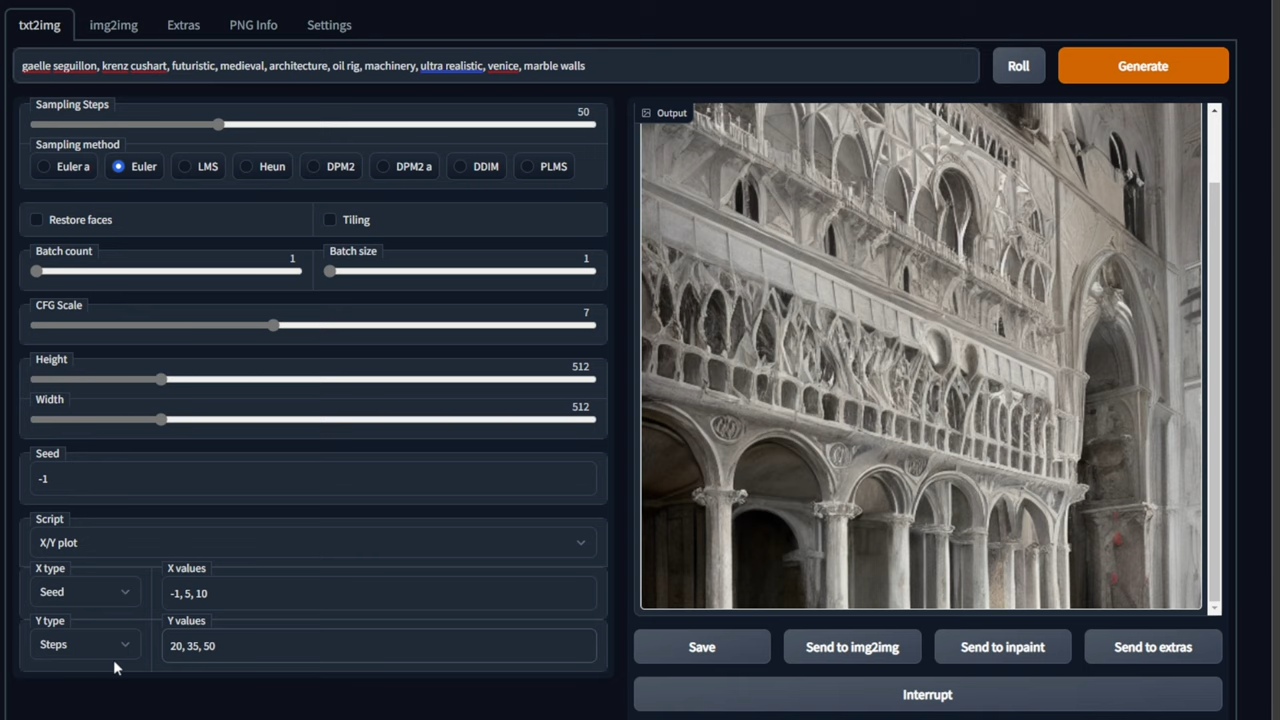 txt2img img2img Extras PNG Info Settings
gaelle seguillon, krenz cushart, futuristic, medieval, architecture, oil rig, machinery, ultra realistic, venice, marble walls
Roll
Generate
Sampling Steps
50
Sampling method
Euler a Euler LMS Heun DPM2 DPM2 a DDIM PLMS
Restore faces
Tiling
Batch count
1
Batch size
1
CFG Scale
7
Height
512
Width
512
Seed
-1
Script
X/Y plot
X type
Seed
X values
-1, 5, 10
Y type
Steps
Y values
20, 35, 50
Output
Save Send to img2img Send to inpaint Send to extras
Interrupt